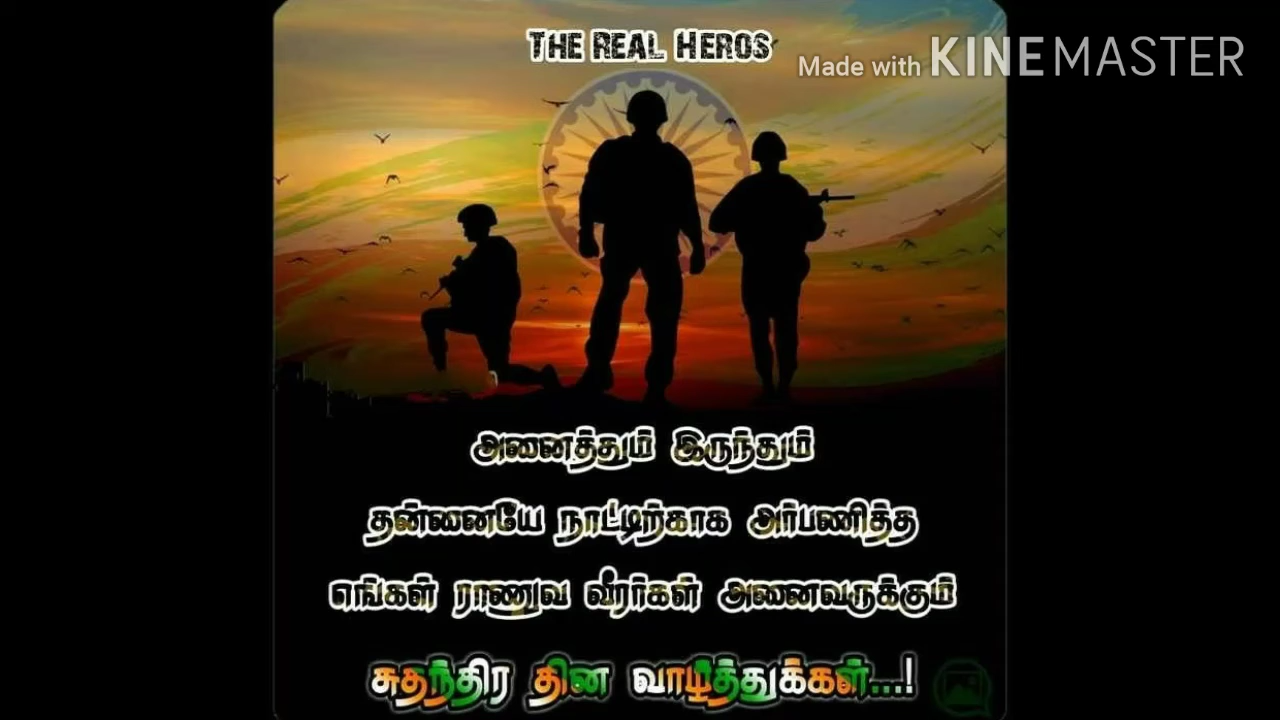 THE REAL HEROS
Made with KINEMASTER
அனைத்தும் இருந்தும்
தன்னையே நாட்டிற்காக அர்பணித்த
எங்கள் ராணுவ வீரர்கள் அனைவருக்கும்
சுதந்திர தின வாழ்த்துக்கள்....!